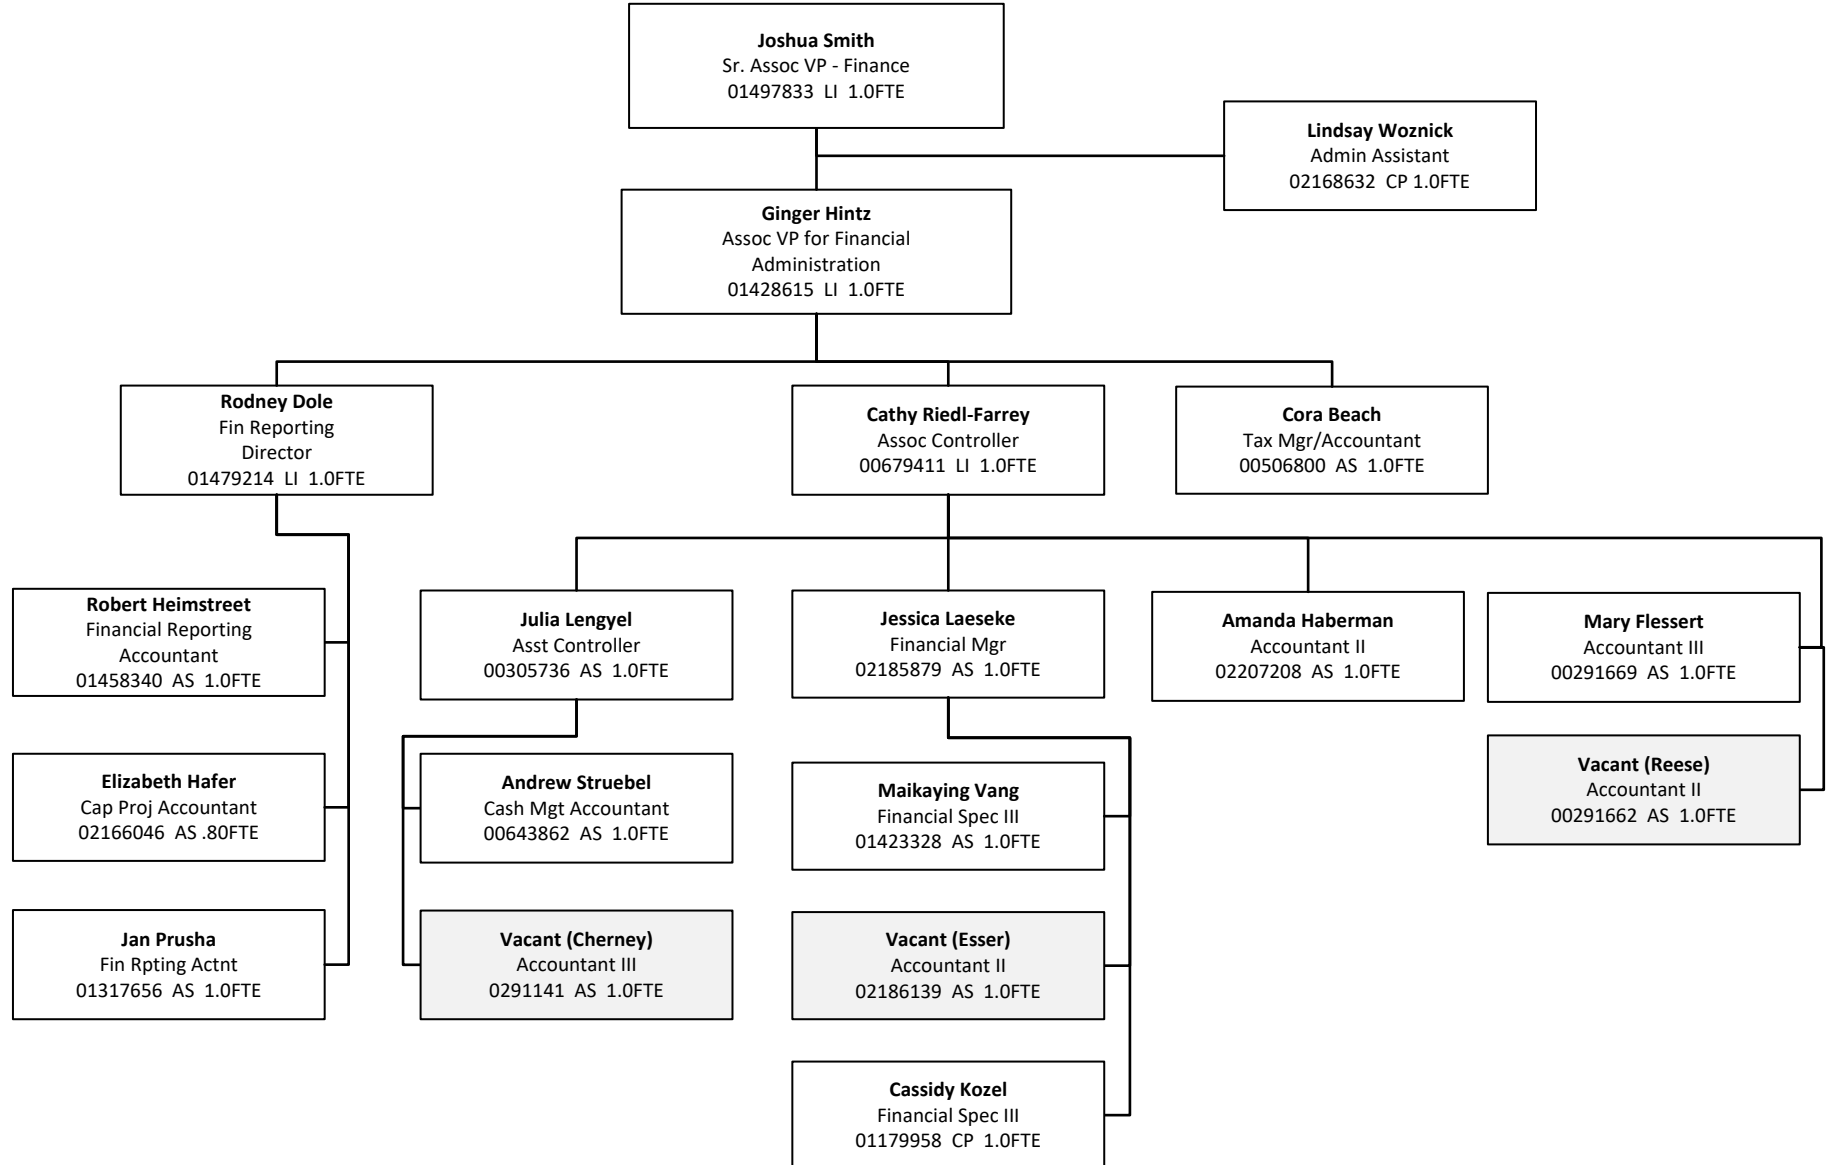 Joshua Smith
Sr. Assoc VP - Finance
01497833  LI  1.0FTE
Lindsay Woznick
Admin Assistant
02168632  CP 1.0FTE
Ginger Hintz
Assoc VP for Financial
Administration
01428615  LI  1.0FTE
Rodney Dole
Fin Reporting
Director
01479214  LI  1.0FTE
Cathy Riedl-Farrey
Assoc Controller
00679411  LI  1.0FTE
Cora Beach
Tax Mgr/Accountant
00506800  AS  1.0FTE
Robert Heimstreet
Financial Reporting
Accountant
01458340  AS  1.0FTE
Julia Lengyel
Asst Controller
00305736  AS  1.0FTE
Jessica Laeseke
Financial Mgr
02185879  AS  1.0FTE
Amanda Haberman
Accountant II
02207208  AS  1.0FTE
Mary Flessert
Accountant III
00291669  AS  1.0FTE
Elizabeth Hafer
Cap Proj Accountant
02166046  AS .80FTE
Andrew Struebel
Cash Mgt Accountant
00643862  AS  1.0FTE
Maikaying Vang
Financial Spec III
01423328  AS  1.0FTE
Vacant (Reese)
Accountant II
00291662  AS  1.0FTE
Jan Prusha
Fin Rpting Actnt
01317656  AS  1.0FTE
Vacant (Cherney)
Accountant III
0291141  AS  1.0FTE
Vacant (Esser)
Accountant II
02186139  AS  1.0FTE
Cassidy Kozel
Financial Spec III
01179958  CP  1.0FTE